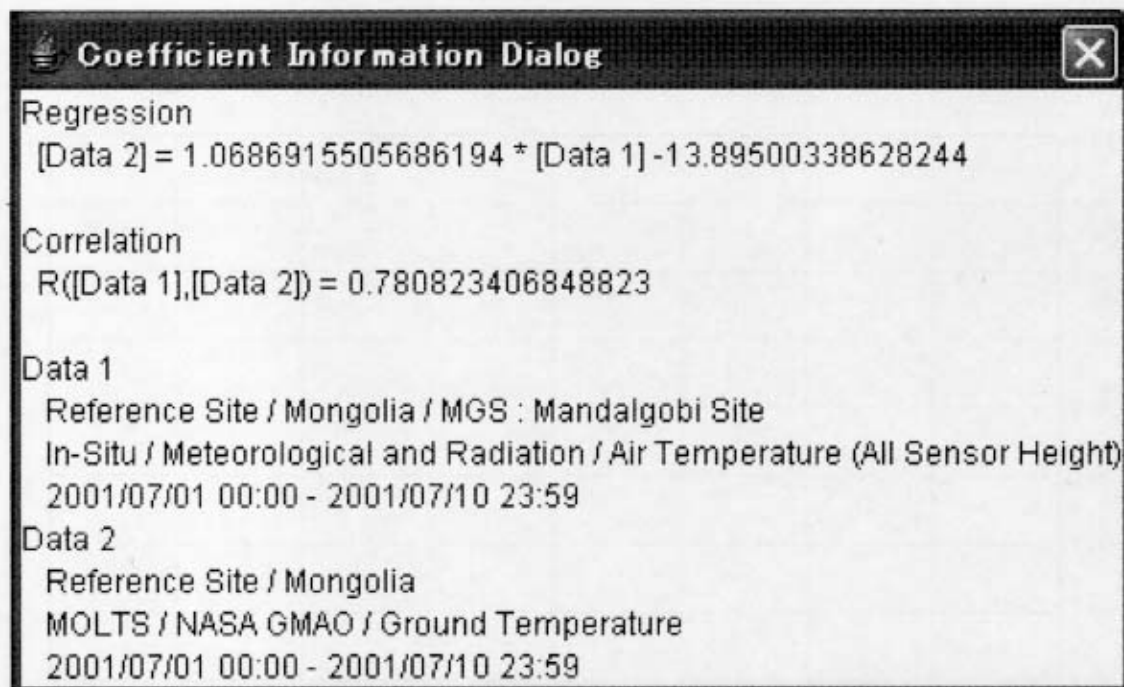 Coefficient Information Dialog
Regression
[Data 2] = 1.0686915505686194 * [Data 1] -13.89500338628244
Correlation
R([Data 1],[Data 2]) = 0.780823406848823
Data 1
Reference Site / Mongolia / MGS : Mandalgobi Site
In-Situ / Meteorological and Radiation / Air Temperature (All Sensor Height)
2001/07/01 00:00 - 2001/07/10 23:59
Data 2
Reference Site / Mongolia
MOLTS / NASA GMAO / Ground Temperature
2001/07/01 00:00 - 2001/07/10 23:59